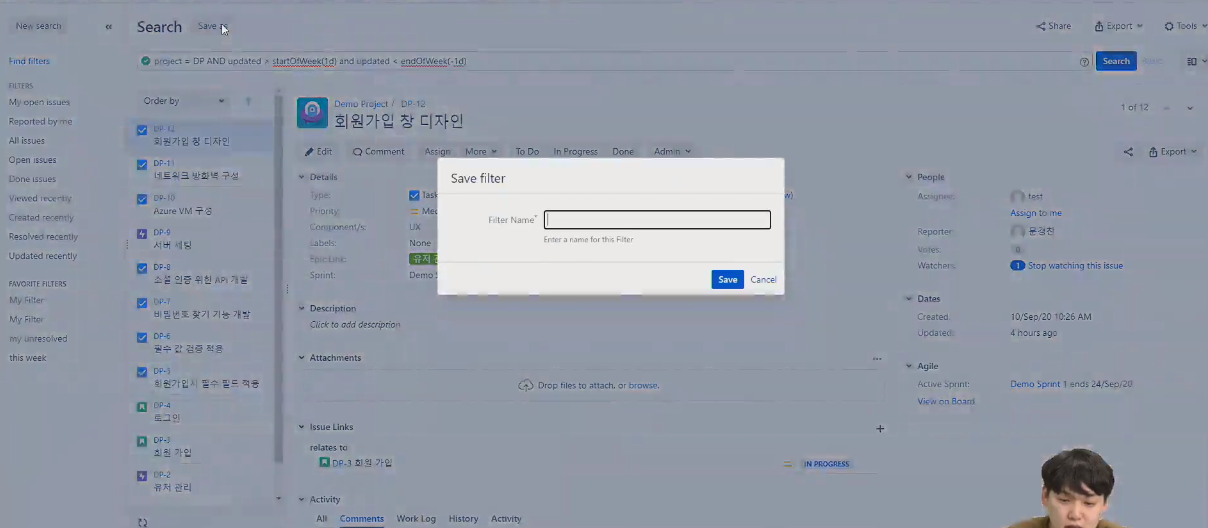 New search
«
Search
Save as
Share
Export
Tools
Find filters
project = DP AND updated > startOfWeek(1d) and updated < endOfWeek(-1d)
Search
FILTERS
My open issues
Reported by me
All issues
Open issues
Done issues
Viewed recently
Created recently
Resolved recently
Updated recently
FAVORITE FILTERS
My Filter
My Filter
my unresolved
this week
Order by
DP-12
회원가입 창 디자인
DP-11
네트워크 방화벽 구성
DP-10
Azure VM 구성
DP-9
서버 세팅
DP-8
소셜 인증 위한 API 개발
DP-7
비밀번호 찾기 기능 개발
DP-6
필수 값 검증 적용
DP-5
회원가입시 필수 필드 적용
DP-4
로그인
DP-3
회원 가입
DP-2
유저 관리
Demo Project / DP-12
회원가입 창 디자인
1 of 12
Edit
Comment
Assign
More
To Do
In Progress
Done
Admin
Export
Details
Type: Task
Priority:
Component/s: UX
Labels: None
Epic Link: 유저
Sprint: Demo
Save filter
Filter Name*
Enter a name for this Filter
Save
Cancel
Description
Click to add description
Attachments
Drop files to attach, or browse.
Issue Links
relates to
DP-3 회원 가입
IN PROGRESS
Activity
All
Comments
Work Log
History
Activity
People
Assignee: test
Assign to me
Reporter: 문광찬
Votes: 0
Watchers: 1 Stop watching this issue
Dates
Created: 10/Sep/20 10:26 AM
Updated: 4 hours ago
Agile
Active Sprint: Demo Sprint 1 ends 24/Sep/20
View on Board